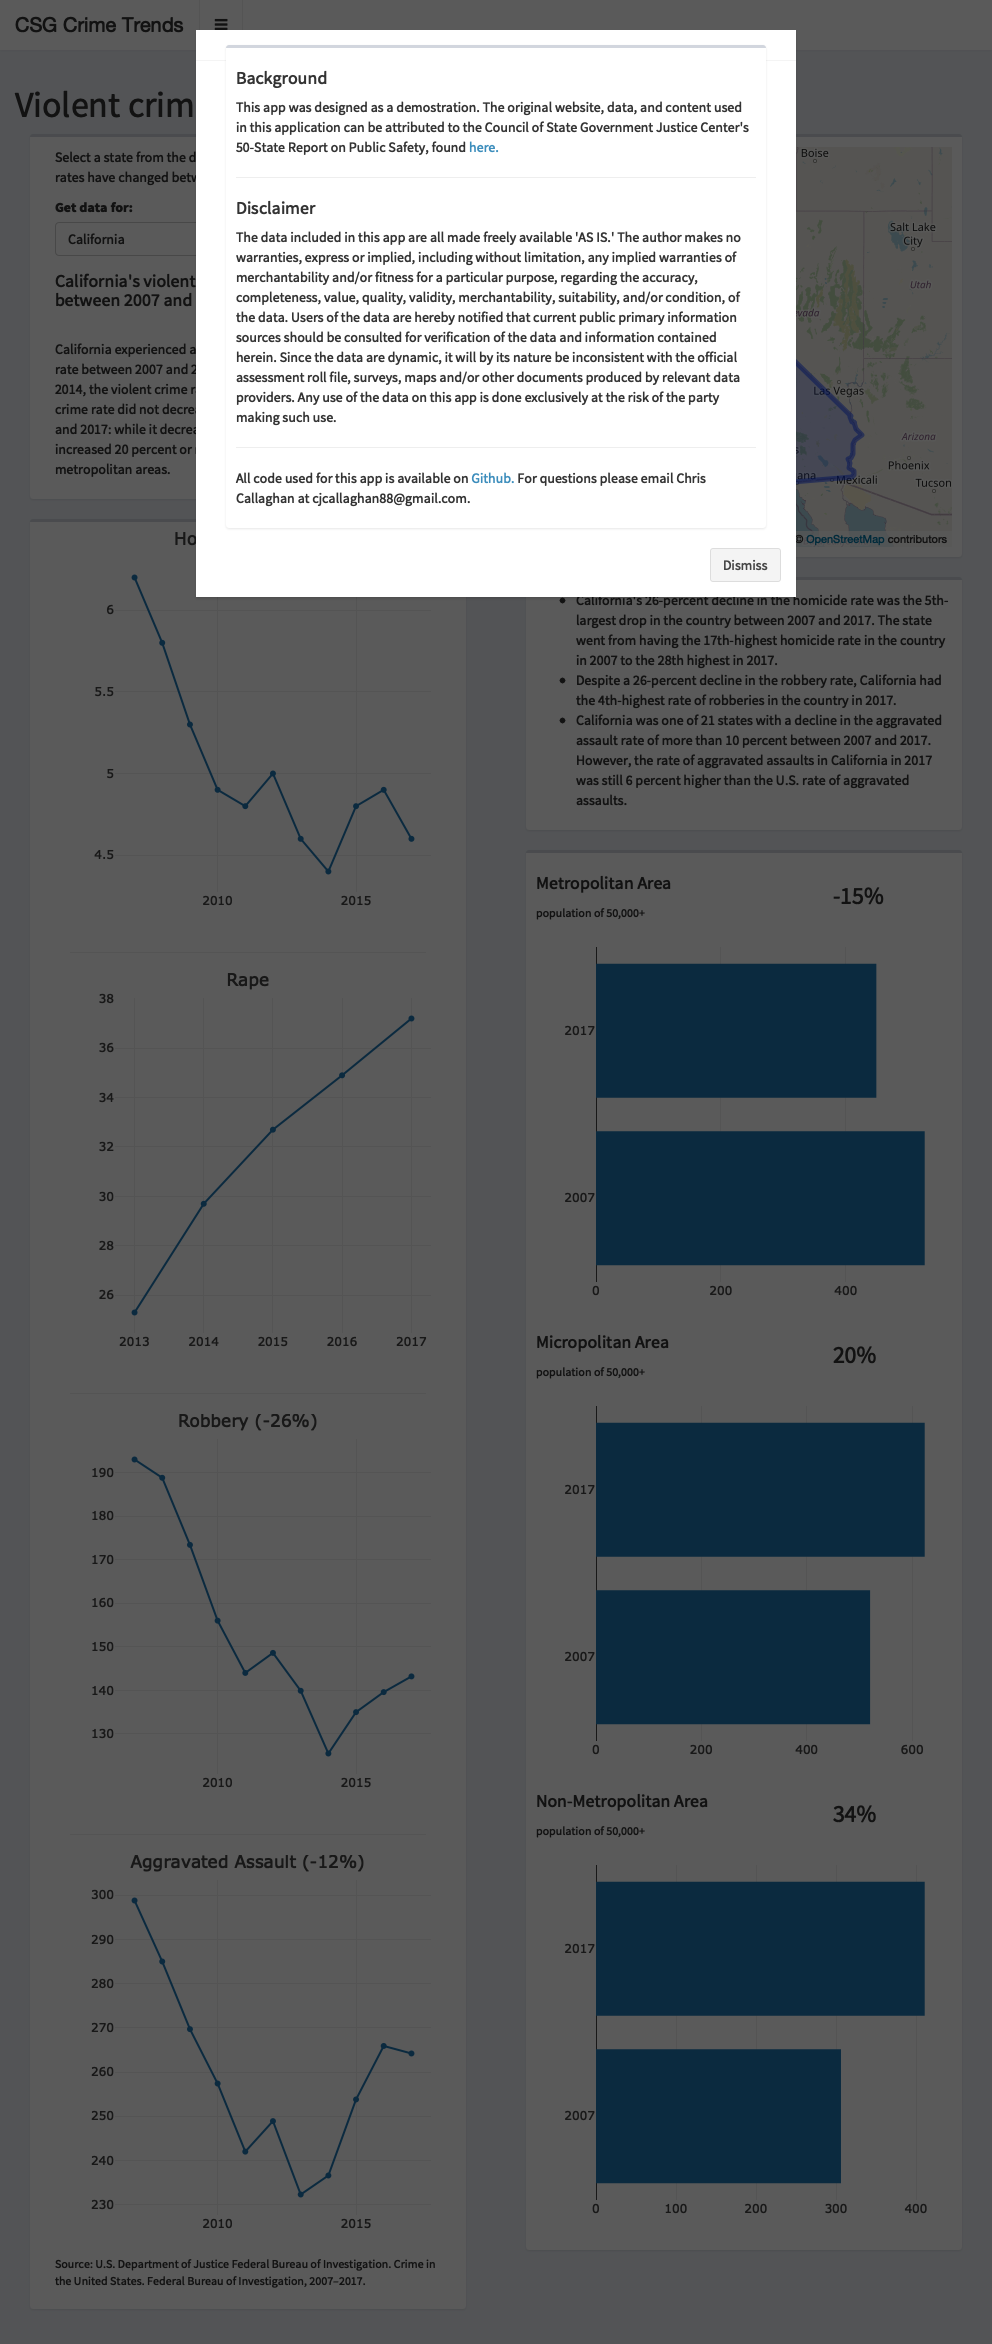 CSG Crime Trends
Violent crim
Background
This app was designed as a demostration. The original website, data, and content used
in this application can be attributed to the Council of State Government Justice Center's
50-State Report on Public Safety, found here.
Disclaimer
The data included in this app are all made freely available 'AS IS.' The author makes no
warranties, express or implied, including without limitation, any implied warranties of
merchantability and/or fitness for a particular purpose, regarding the accuracy,
completeness, value, quality, validity, merchantability, suitability, and/or condition, of
the data. Users of the data are hereby notified that current public primary information
sources should be consulted for verification of the data and information contained
herein. Since the data are dynamic, it will by its nature be inconsistent with the official
assessment roll file, surveys, maps and/or other documents produced by relevant data
providers. Any use of the data on this app is done exclusively at the risk of the party
making such use.
All code used for this app is available on Github. For questions please email Chris
Callaghan at cjcallaghan88@gmail.com.
Dismiss
Select a state from the d
rates have changed betw
Get data for:
California
California's violent
between 2007 and
California experienced a
rate between 2007 and 2
2014, the violent crime r
crime rate did not decrea
and 2017: while it decrea
increased 20 percent or
metropolitan areas.
Boise
Salt Lake
City
Utah
vada
Las Vegas
Arizona
Phoenix
ana
Mexicali
Tucson
© OpenStreetMap contributors
Ho
6
5.5
5
4.5
2010
2015
Rape
38
36
34
32
30
28
26
2013
2014
2015
2016
2017
Robbery (-26%)
190
180
170
160
150
140
130
2010
2015
Aggravated Assault (-12%)
300
290
280
270
260
250
240
230
2010
2015
Source: U.S. Department of Justice Federal Bureau of Investigation. Crime in
the United States. Federal Bureau of Investigation, 2007–2017.
California's 26-percent decline in the homicide rate was the 5th-
largest drop in the country between 2007 and 2017. The state
went from having the 17th-highest homicide rate in the country
in 2007 to the 28th highest in 2017.
Despite a 26-percent decline in the robbery rate, California had
the 4th-highest rate of robberies in the country in 2017.
California was one of 21 states with a decline in the aggravated
assault rate of more than 10 percent between 2007 and 2017.
However, the rate of aggravated assaults in California in 2017
was still 6 percent higher than the U.S. rate of aggravated
assaults.
Metropolitan Area
-15%
population of 50,000+
2017
2007
0
200
400
Micropolitan Area
20%
population of 50,000+
2017
2007
0
200
400
600
Non-Metropolitan Area
34%
population of 50,000+
2017
2007
0
100
200
300
400